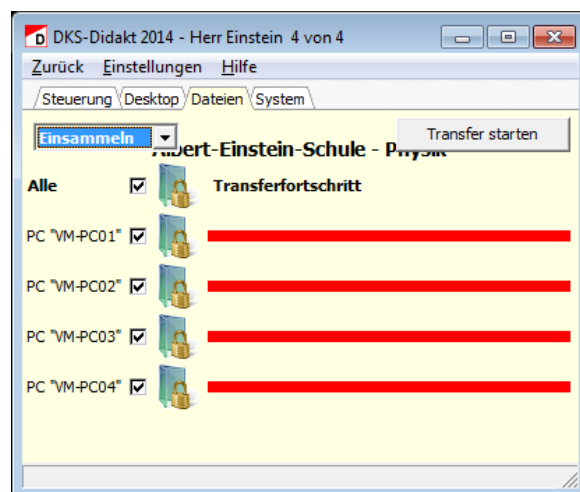 DKS-Didakt 2014 - Herr Einstein 4 von 4
Zurück Einstellungen Hilfe
Steuerung Desktop Dateien System
Einsammeln
Transfer starten
Albert-Einstein-Schule - Physik
Alle Transferfortschritt
PC "VM-PC01"
PC "VM-PC02"
PC "VM-PC03"
PC "VM-PC04"